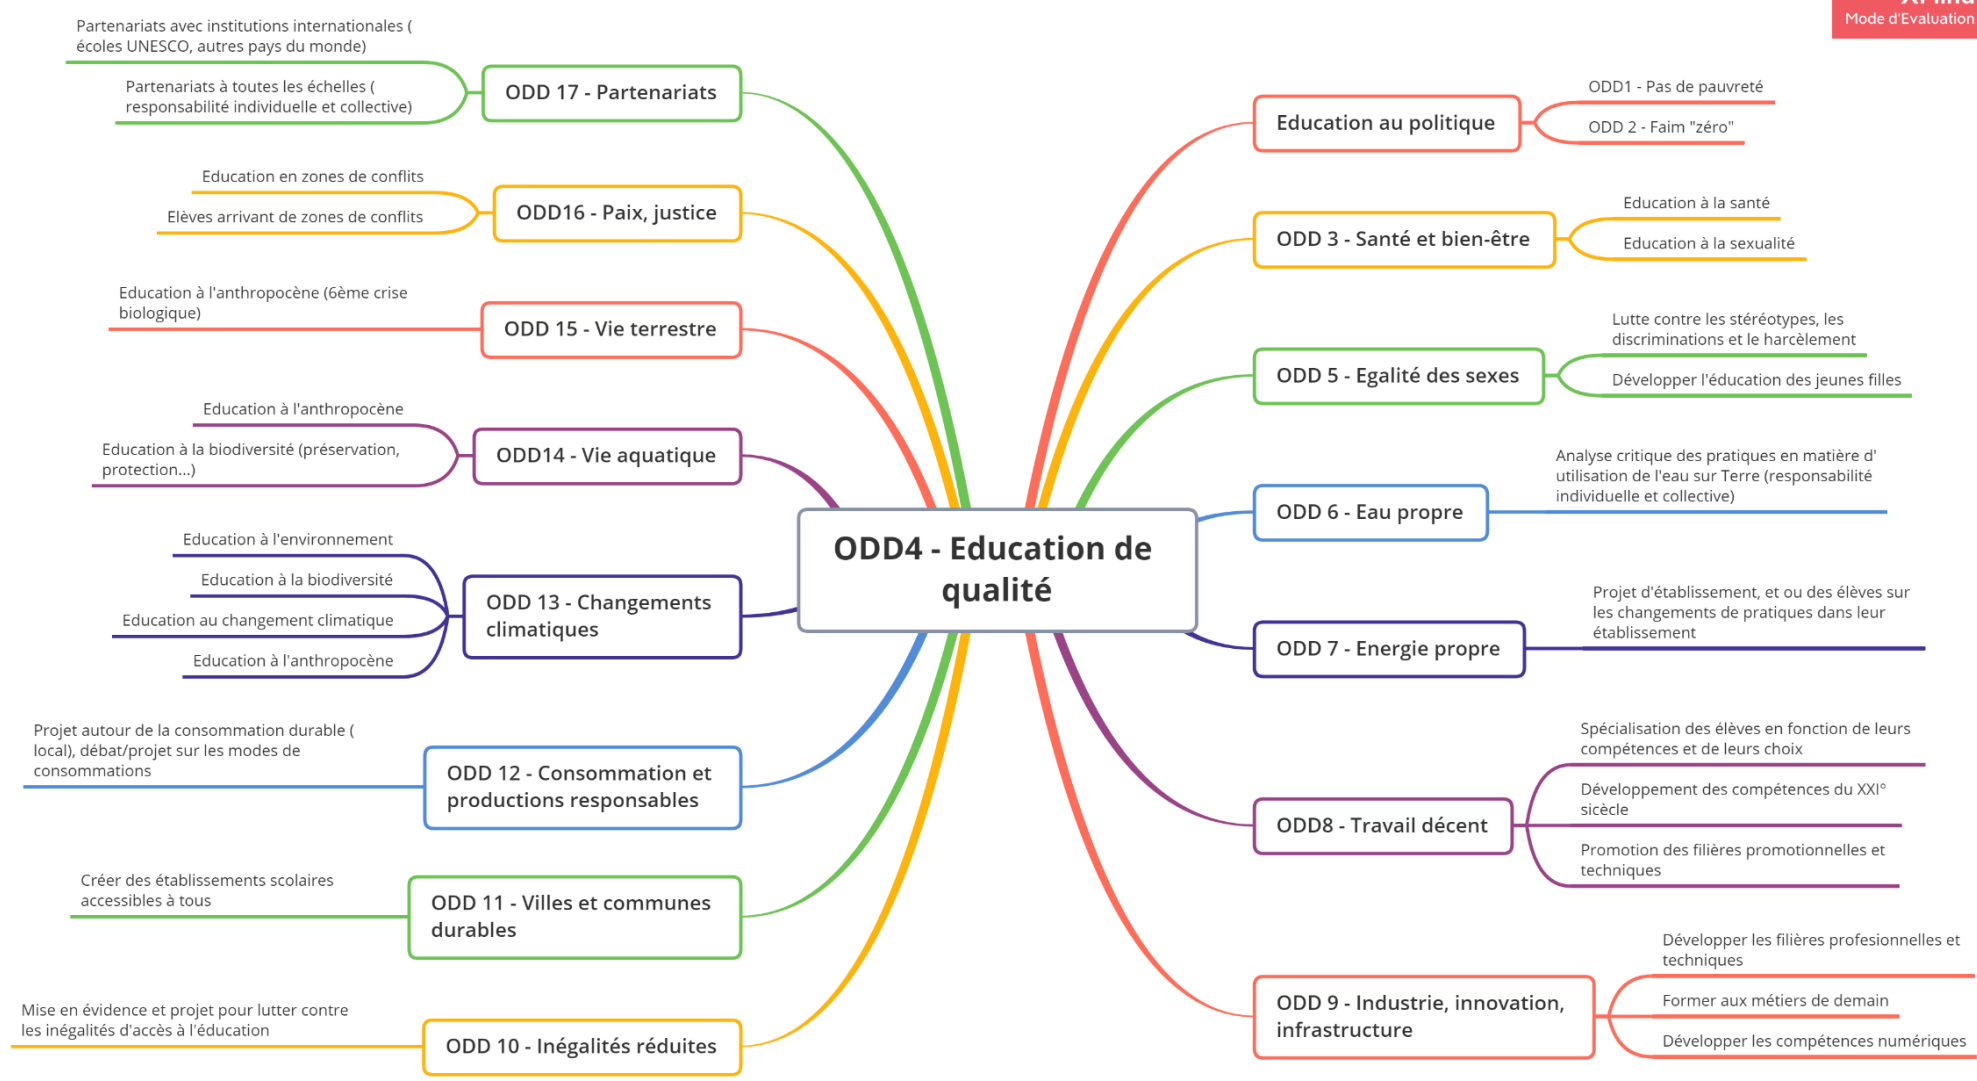 Mode d'Evaluation
ODD4 - Education de
qualité
Education au politique
ODD1 - Pas de pauvreté
ODD 2 - Faim "zéro"
ODD 3 - Santé et bien-être
Education à la santé
Education à la sexualité
ODD 5 - Egalité des sexes
Lutte contre les stéréotypes, les
discriminations et le harcèlement
Développer l'éducation des jeunes filles
ODD 6 - Eau propre
Analyse critique des pratiques en matière d'
utilisation de l'eau sur Terre (responsabilité
individuelle et collective)
ODD 7 - Energie propre
Projet d'établissement, et ou des élèves sur
les changements de pratiques dans leur
établissement
ODD8 - Travail décent
Spécialisation des élèves en fonction de leurs
compétences et de leurs choix
Développement des compétences du XXI°
sicècle
Promotion des filières promotionnelles et
techniques
ODD 9 - Industrie, innovation,
infrastructure
Développer les filières profesionnelles et
techniques
Former aux métiers de demain
Développer les compétences numériques
ODD 17 - Partenariats
Partenariats avec institutions internationales (
écoles UNESCO, autres pays du monde)
Partenariats à toutes les échelles (
responsabilité individuelle et collective)
ODD16 - Paix, justice
Education en zones de conflits
Elèves arrivant de zones de conflits
ODD 15 - Vie terrestre
Education à l'anthropocène (6ème crise
biologique)
ODD14 - Vie aquatique
Education à l'anthropocène
Education à la biodiversité (préservation,
protection...)
ODD 13 - Changements
climatiques
Education à l'environnement
Education à la biodiversité
Education au changement climatique
Education à l'anthropocène
ODD 12 - Consommation et
productions responsables
Projet autour de la consommation durable (
local), débat/projet sur les modes de
consommations
ODD 11 - Villes et communes
durables
Créer des établissements scolaires
accessibles à tous
ODD 10 - Inégalités réduites
Mise en évidence et projet pour lutter contre
les inégalités d'accès à l'éducation